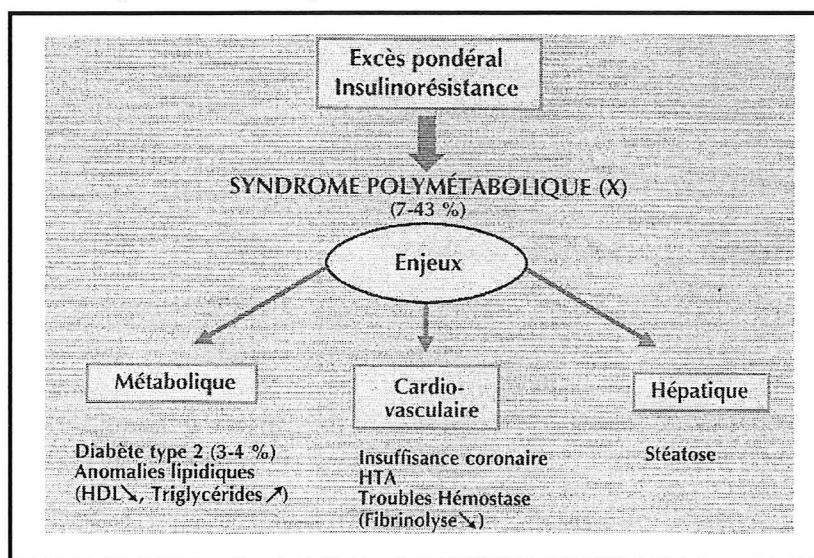 Excès pondéral
Insulinorésistance
SYNDROME POLYMÉTABOLIQUE (X)
(7-43 %)
Enjeux
Métabolique
Diabète type 2 (3-4 %)
Anomalies lipidiques
(HDL↘, Triglycérides ↗)
Cardio-
vasculaire
Insuffisance coronaire
HTA
Troubles Hémostase
(Fibrinolyse↘)
Hépatique
Stéatose